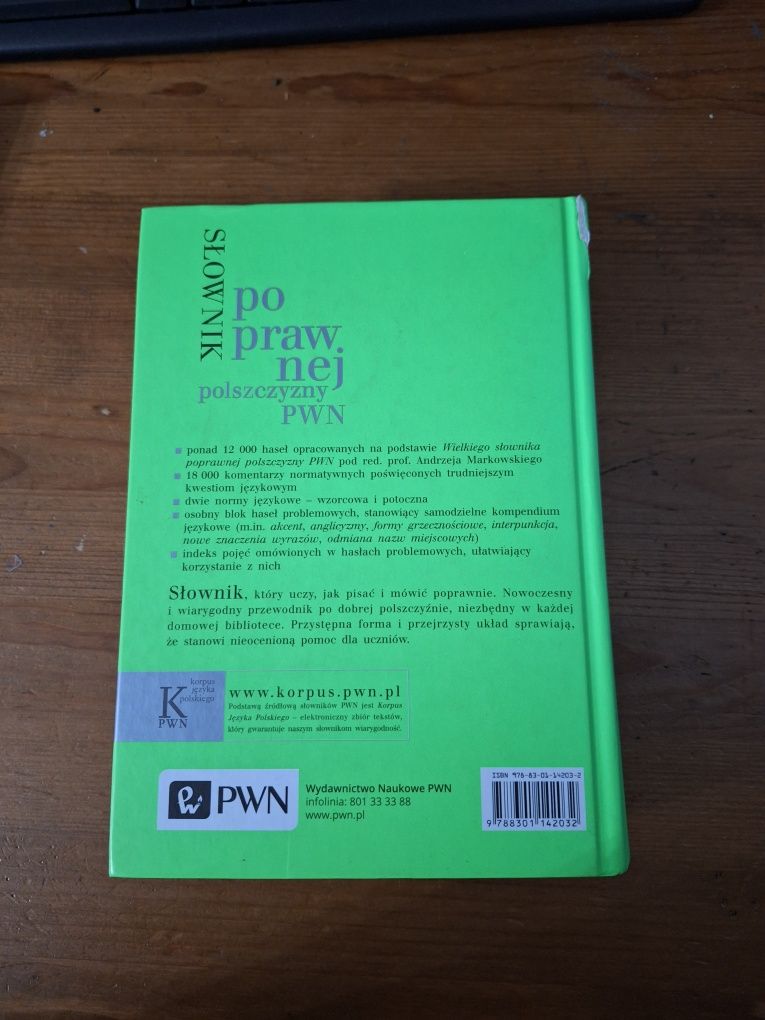 SŁOWNIK
po
praw
nej
polszczyzny
PWN
ponad 12 000 haseł opracowanych na podstawie Wielkiego słownika
poprawnej polszczyzny PWN pod red. prof. Andrzeja Markowskiego
18 000 komentarzy normatywnych poświęconych trudniejszym
kwestiom językowym
dwie normy językowe – wzorcowa i potoczna
osobny blok haseł problemowych, stanowiący samodzielne kompendium
językowe (m.in. akcent, anglicyzmy, formy grzecznościowe, interpunkcja,
nowe znaczenia wyrazów, odmiana nazw miejscowych)
indeks pojęć omówionych w hasłach problemowych, ułatwiający
korzystanie z nich
Słownik, który uczy, jak pisać i mówić poprawnie. Nowoczesny
i wiarygodny przewodnik po dobrej polszczyźnie, niezbędny w każdej
domowej bibliotece. Przystępna forma i przejrzysty układ sprawiają,
że stanowi nieocenioną pomoc dla uczniów.
korpus
języka
polskiego
K
PWN
www.korpus.pwn.pl
Podstawą źródłową słowników PWN jest Korpus
Języka Polskiego – elektroniczny zbiór tekstów,
który gwarantuje naszym słownikom wiarygodność.
PWN
Wydawnictwo Naukowe PWN
infolinia: 801 33 33 88
www.pwn.pl
ISBN 978-83-01-14203-2
9 788301 142032